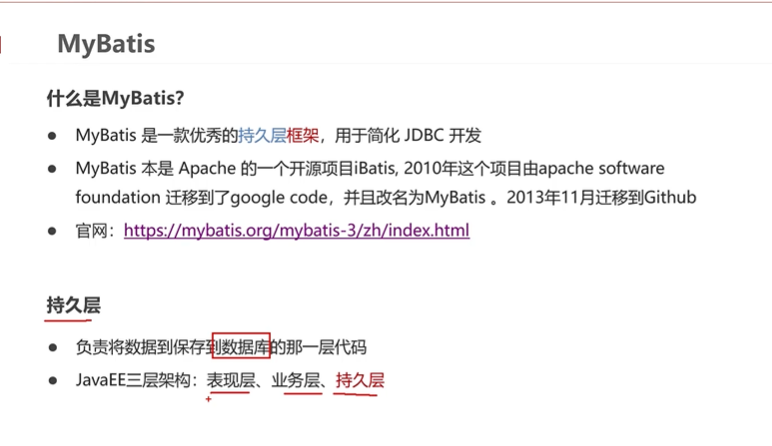 MyBatis
什么是MyBatis?
● MyBatis 是一款优秀的持久层框架，用于简化 JDBC 开发
● MyBatis 本是 Apache 的一个开源项目iBatis, 2010年这个项目由apache software
foundation 迁移到了google code，并且改名为MyBatis 。2013年11月迁移到Github
● 官网：https://mybatis.org/mybatis-3/zh/index.html
持久层
● 负责将数据到保存到数据库的那一层代码
● JavaEE三层架构：表现层、业务层、持久层